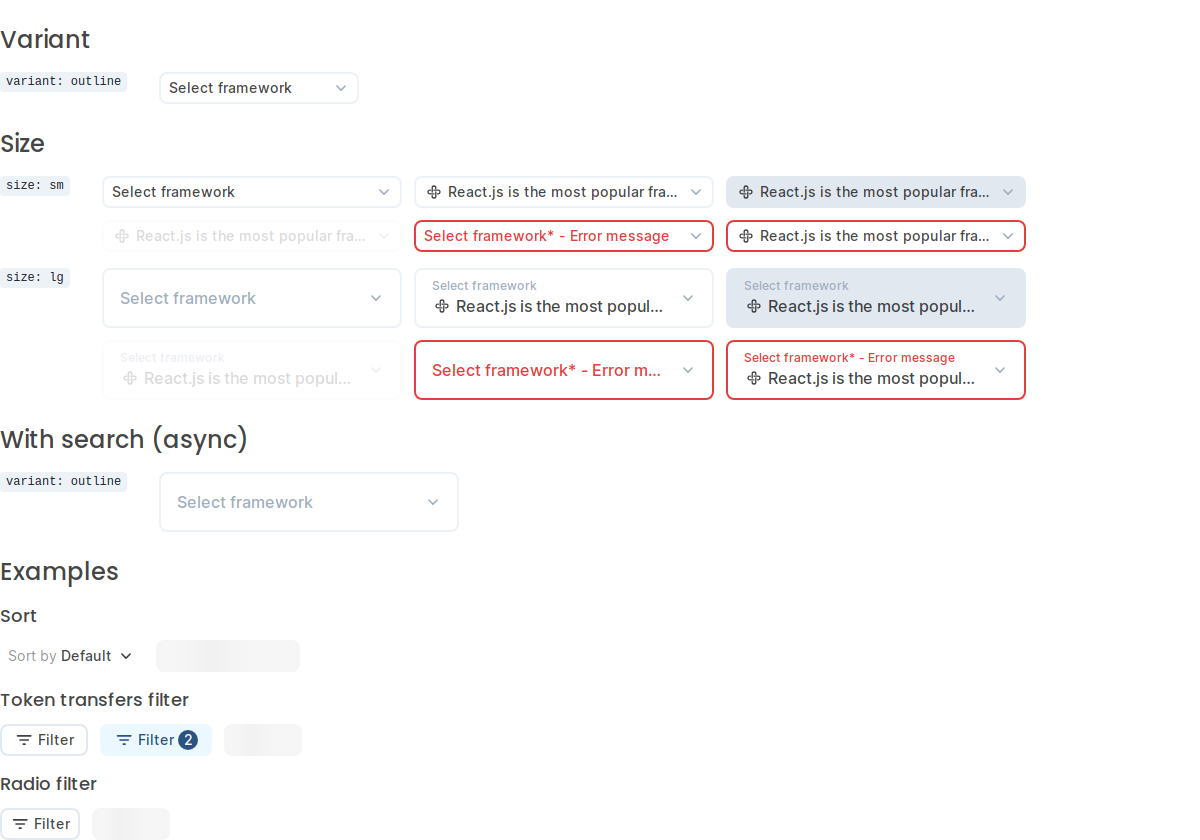 Variant
variant: outline
Select framework
Size
size: sm
Select framework
React.js is the most popular fra...
React.js is the most popular fra...
React.js is the most popular fra...
Select framework* - Error message
React.js is the most popular fra...
size: lg
Select framework
Select framework
React.js is the most popul...
Select framework
React.js is the most popul...
Select framework
React.js is the most popul...
Select framework* - Error m...
Select framework* - Error message
React.js is the most popul...
With search (async)
variant: outline
Select framework
Examples
Sort
Sort by Default
Token transfers filter
Filter
Filter 2
Radio filter
Filter